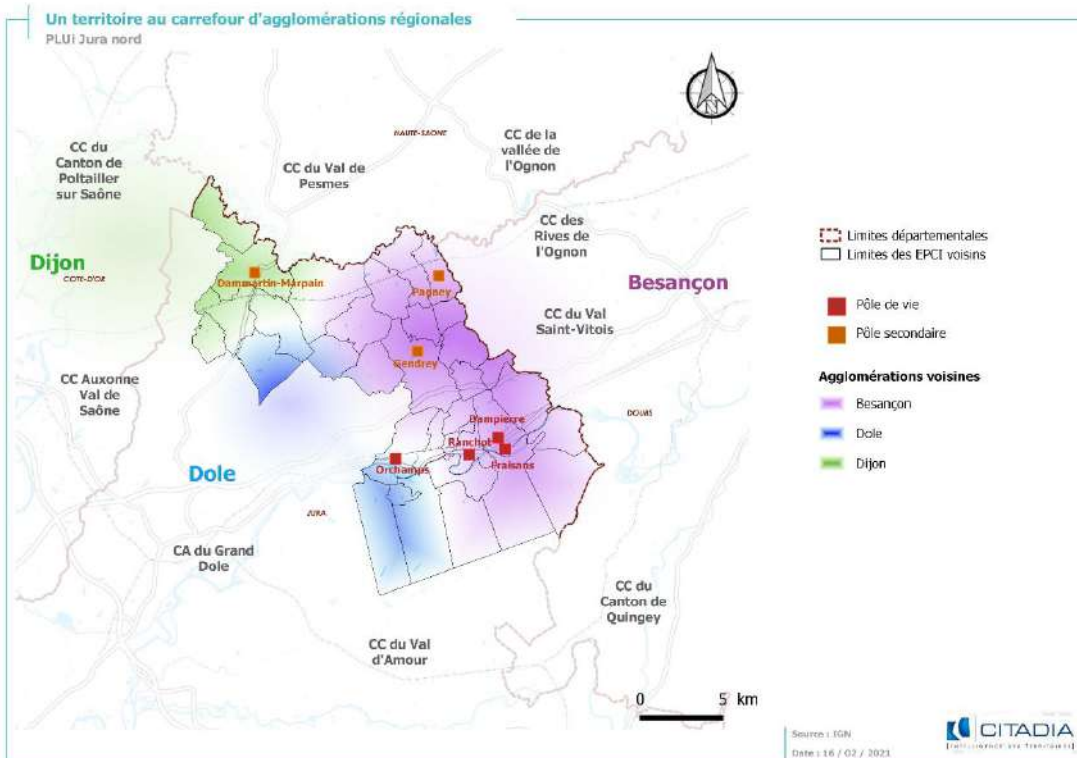 Un territoire au carrefour d'agglomérations régionales
PLUi Jura nord
N
HAUTE-SAONE
CC du
Canton de
Poltailler
sur Saône
CC du Val de
Pesmes
CC de la
vallée de
l'Ognon
CC des
Rives de
l'Ognon
Dijon
COTE-D'OR
Dammartin-Marpain
Pagney
Besançon
CC du Val
Saint-Vitois
Gendrey
CC Auxonne
Val de
Saône
DOUBS
Dampierre
Ranchot
Fraisans
Orchamps
Dole
JURA
CA du Grand
Dole
CC du
Canton de
Quingey
CC du Val
d'Amour
0 5 km
Limites départementales
Limites des EPCI voisins
Pôle de vie
Pôle secondaire
Agglomérations voisines
Besançon
Dole
Dijon
Source : IGN
Date : 16 / 02 / 2021
CITADIA
INTELLIGENCE DES TERRITOIRES